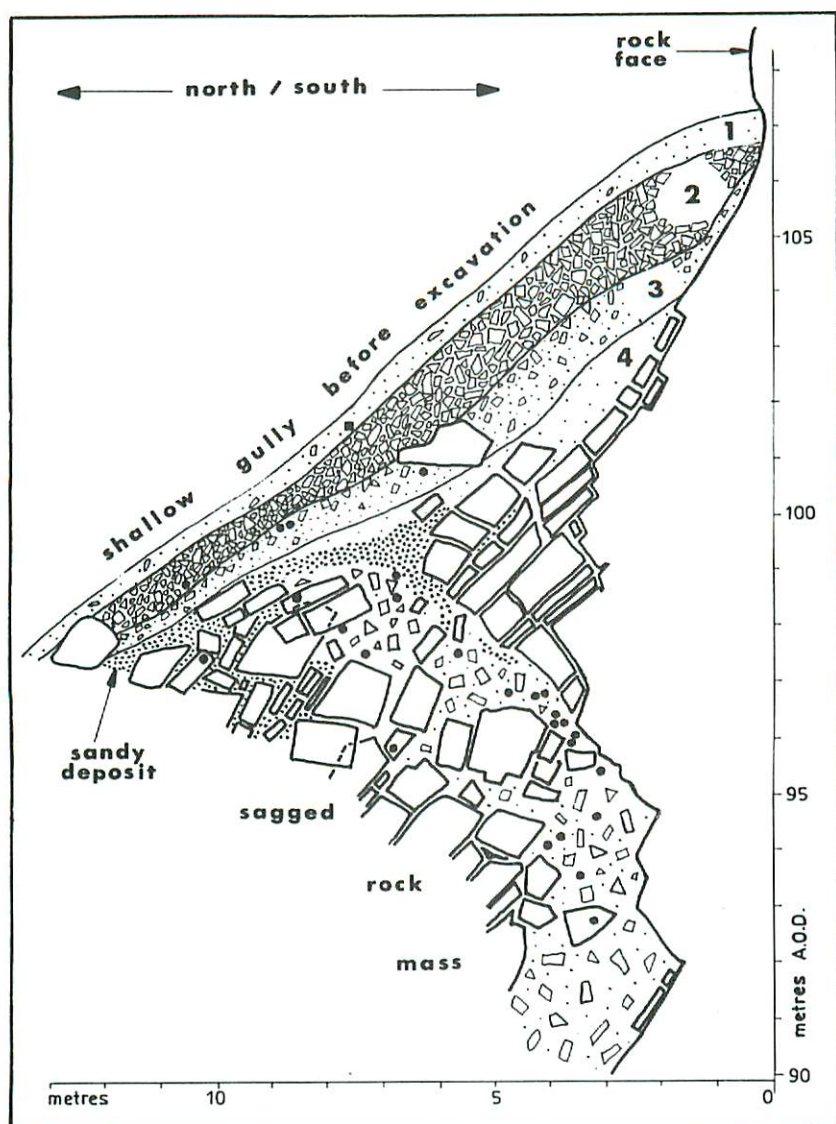 rock
face
north / south
1
2
105
shallow gully before excavation
3
4
100
sandy
deposit
95
sagged
rock
mass
metres A.O.D.
90
metres 10 5 0